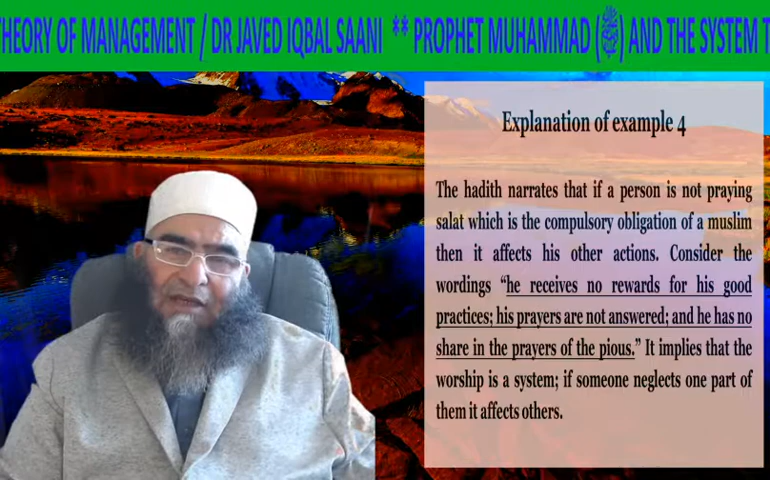 THEORY OF MANAGEMENT / DR JAVED IQBAL SAANI ** PROPHET MUHAMMAD (ﷺ) AND THE SYSTEM T
Explanation of example 4
The hadith narrates that if a person is not praying
salat which is the compulsory obligation of a muslim
then it affects his other actions. Consider the
wordings “he receives no rewards for his good
practices; his prayers are not answered; and he has no
share in the prayers of the pious.” It implies that the
worship is a system; if someone neglects one part of
them it affects others.